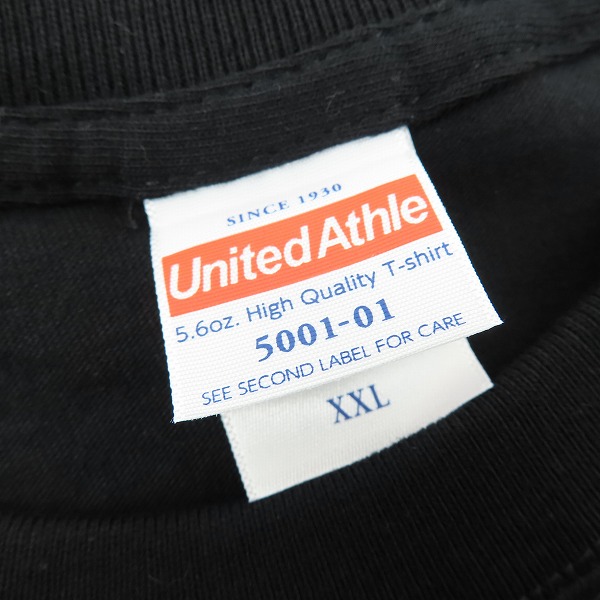 SINCE 1930
United Athle
5.6oz. High Quality T-shirt
5001-01
SEE SECOND LABEL FOR CARE
XXL